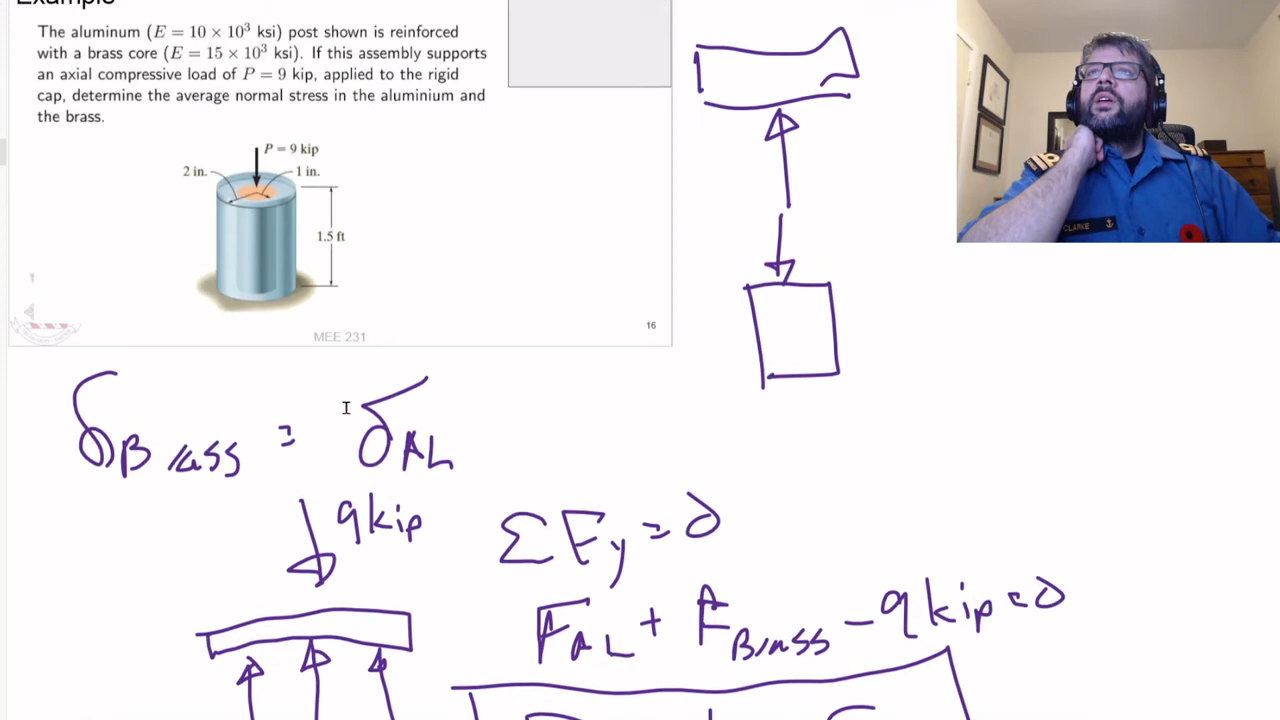 Example
The aluminum (E = 10 × 10³ ksi) post shown is reinforced
with a brass core (E = 15 × 10³ ksi). If this assembly supports
an axial compressive load of P = 9 kip, applied to the rigid
cap, determine the average normal stress in the aluminium and
the brass.
P = 9 kip
2 in.
1 in.
1.5 ft
1
16
MEE 231
CLARKE
δBrass = δAL
9kip
ΣFy = 0
FAL + FBrass - 9kip = 0